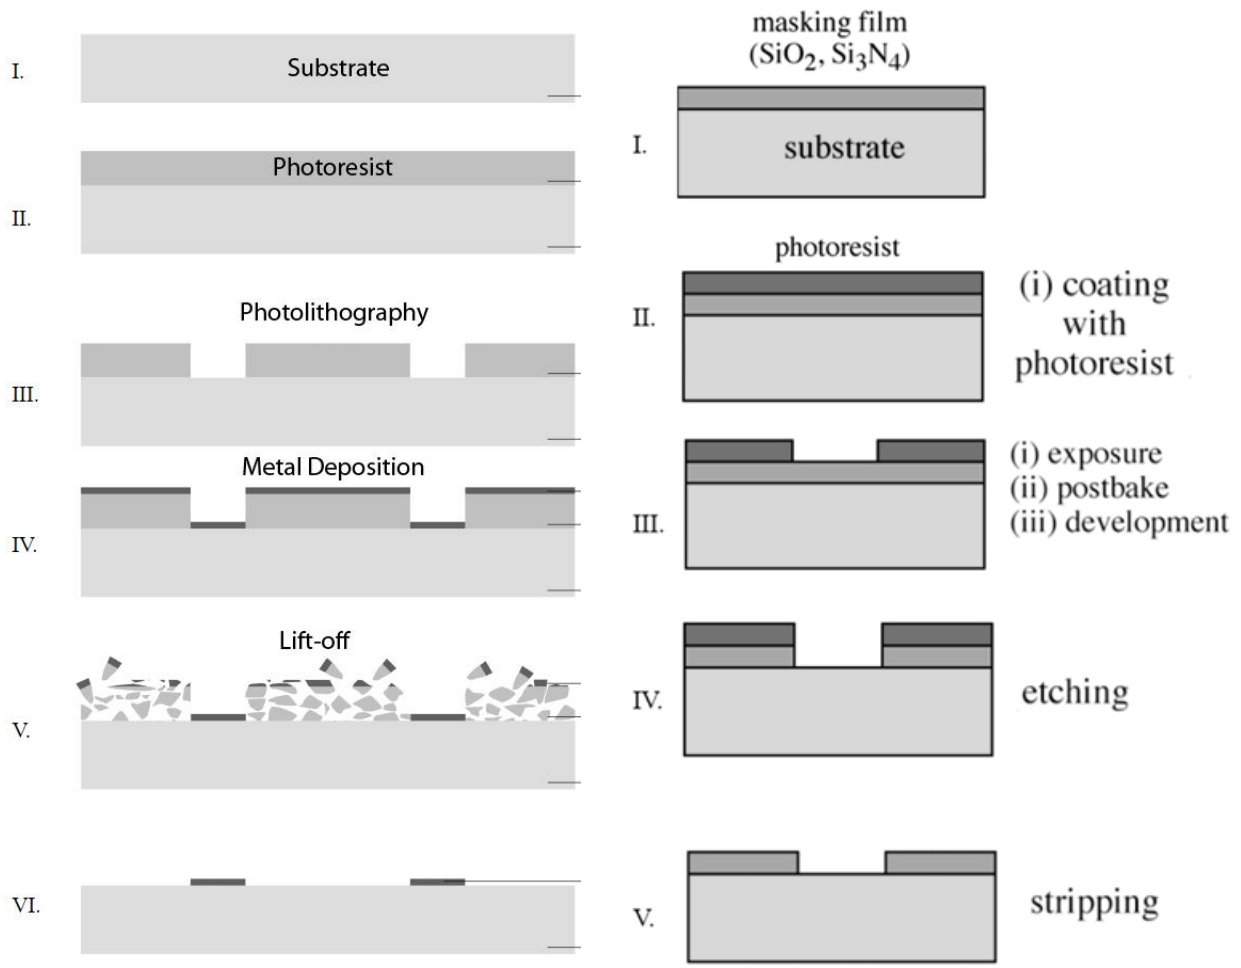 I.
Substrate
Photoresist
II.
Photolithography
III.
Metal Deposition
IV.
Lift-off
V.
VI.
masking film
(SiO₂, Si₃N₄)
I.
substrate
photoresist
II.
(i) coating
with
photoresist
III.
(i) exposure
(ii) postbake
(iii) development
IV.
etching
V.
stripping